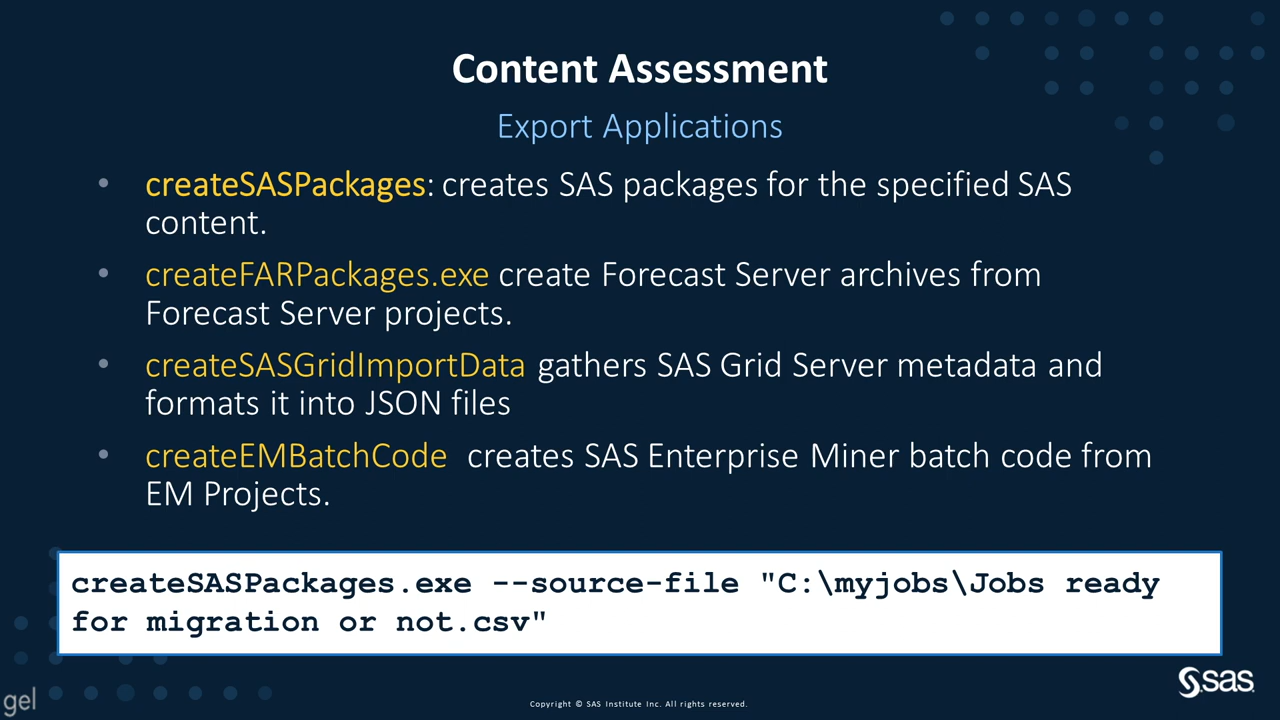 Content Assessment
Export Applications
• createSASPackages: creates SAS packages for the specified SAS
content.
• createFARPackages.exe create Forecast Server archives from
Forecast Server projects.
• createSASGridImportData gathers SAS Grid Server metadata and
formats it into JSON files
• createEMBatchCode creates SAS Enterprise Miner batch code from
EM Projects.
createSASPackages.exe --source-file "C:\myjobs\Jobs ready
for migration or not.csv"
sas
gel
Copyright © SAS Institute Inc. All rights reserved.